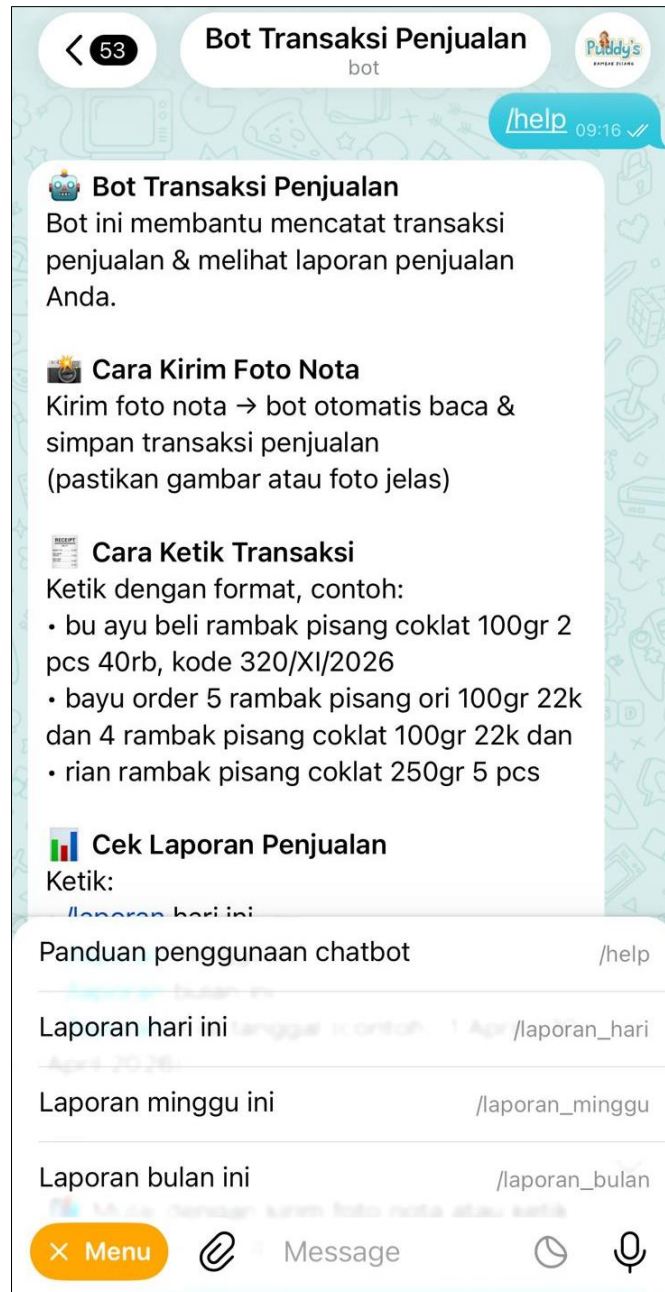 53
Bot Transaksi Penjualan
bot
Puddy's
/help 09:16
Bot Transaksi Penjualan
Bot ini membantu mencatat transaksi
penjualan & melihat laporan penjualan
Anda.
Cara Kirim Foto Nota
Kirim foto nota → bot otomatis baca &
simpan transaksi penjualan
(pastikan gambar atau foto jelas)
RECEIPT
Cara Ketik Transaksi
Ketik dengan format, contoh:
• bu ayu beli rambak pisang coklat 100gr 2
pcs 40rb, kode 320/XI/2026
• bayu order 5 rambak pisang ori 100gr 22k
dan 4 rambak pisang coklat 100gr 22k dan
• rian rambak pisang coklat 250gr 5 pcs
Cek Laporan Penjualan
Ketik:
/laporan hari ini
Panduan penggunaan chatbot /help
Laporan hari ini /laporan_hari
Laporan minggu ini /laporan_minggu
Laporan bulan ini /laporan_bulan
Menu
Message